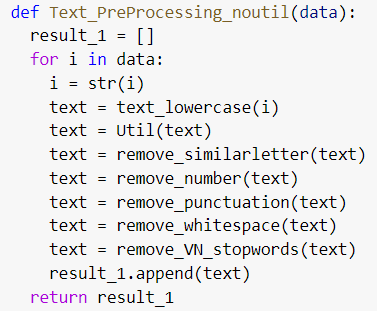 def Text_PreProcessing_noutil(data):
  result_1 = []
  for i in data:
    i = str(i)
    text = text_lowercase(i)
    text = Util(text)
    text = remove_similarletter(text)
    text = remove_number(text)
    text = remove_punctuation(text)
    text = remove_whitespace(text)
    text = remove_VN_stopwords(text)
    result_1.append(text)
  return result_1